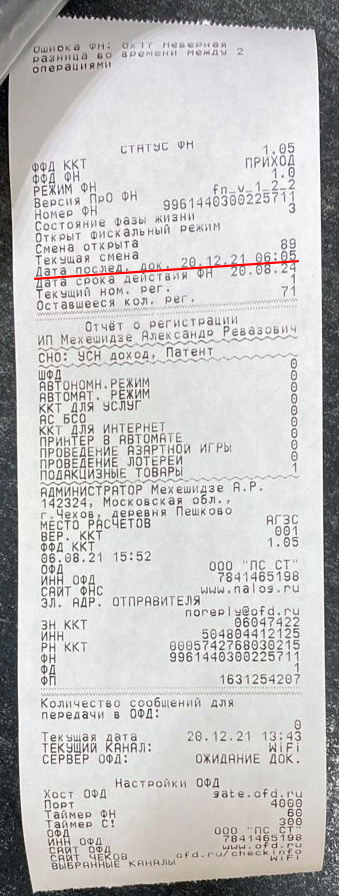 Ошибка ФН: 0x17 Неверная
разница во времени между 2
операциями
СТАТУС ФН
ФФД ККТ 1.05
ФФД ФН ПРИХОД
РЕЖИМ ФН 1.0
Версия ПрО ФН fn_v_1_2_2
Номер ФН 9961440300225711
Состояние фазы жизни 3
Открыт фискальный режим
Смена открыта
Текущая смена 89
Дата послед. док. 20.12.21 06:05
Дата срока действия ФН 20.08.24
Текущий ном. рег. 1
Оставшееся кол. рег. 71
Отчёт о регистрации
ИП Мехешидзе Александр Ревазович
СНО: УСН доход, Патент
ШФД 0
АВТОНОМН.РЕЖИМ 0
АВТОМАТ. РЕЖИМ 0
ККТ ДЛЯ УСЛУГ 0
АС БСО 0
ККТ ДЛЯ ИНТЕРНЕТ 0
ПРИНТЕР В АВТОМАТЕ 0
ПРОВЕДЕНИЕ АЗАРТНОЙ ИГРЫ 0
ПРОВЕДЕНИЕ ЛОТЕРЕИ 0
ПОДАКЦИЗНЫЕ ТОВАРЫ 1
АДМИНИСТРАТОР Мехешидзе А.Р.
142324, Московская обл.,
г.Чехов, деревня Пешково
МЕСТО РАСЧЕТОВ АГЗС
ВЕР. ККТ 001
ФФД ККТ 1.05
06.08.21 15:52
ОФД ООО "ПС СТ"
ИНН ОФД 7841465198
САЙТ ФНС www.nalog.ru
ЭЛ. АДР. ОТПРАВИТЕЛЯ
noreply@ofd.ru
ЗН ККТ 06047422
ИНН 504804412125
РН ККТ 0005742768030215
ФН 9961440300225711
ФД 1
ФП 1631254207
Количество сообщений для
передачи в ОФД:
0
Текущая дата 20.12.21 13:43
ТЕКУЩИЙ КАНАЛ: WiFi
СЕРВЕР ОФД: ОЖИДАНИЕ ДОК.
Настройки ОФД
Хост ОФД gate.ofd.ru
Порт 4000
Таймер ФН 60
Таймер С! 300
ОФД ООО "ПС СТ"
ИНН ОФД 7841465198
САЙТ ОФД www.ofd.ru
САЙТ ЧЕКОВ ofd.ru/checkinfo
ВЫБРАННЫЕ КАНАЛЫ WiFi